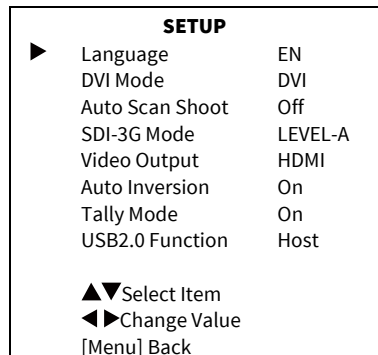 SETUP
▶ Language EN
DVI Mode DVI
Auto Scan Shoot Off
SDI-3G Mode LEVEL-A
Video Output HDMI
Auto Inversion On
Tally Mode On
USB2.0 Function Host
▲▼Select Item
◀ ▶Change Value
[Menu] Back